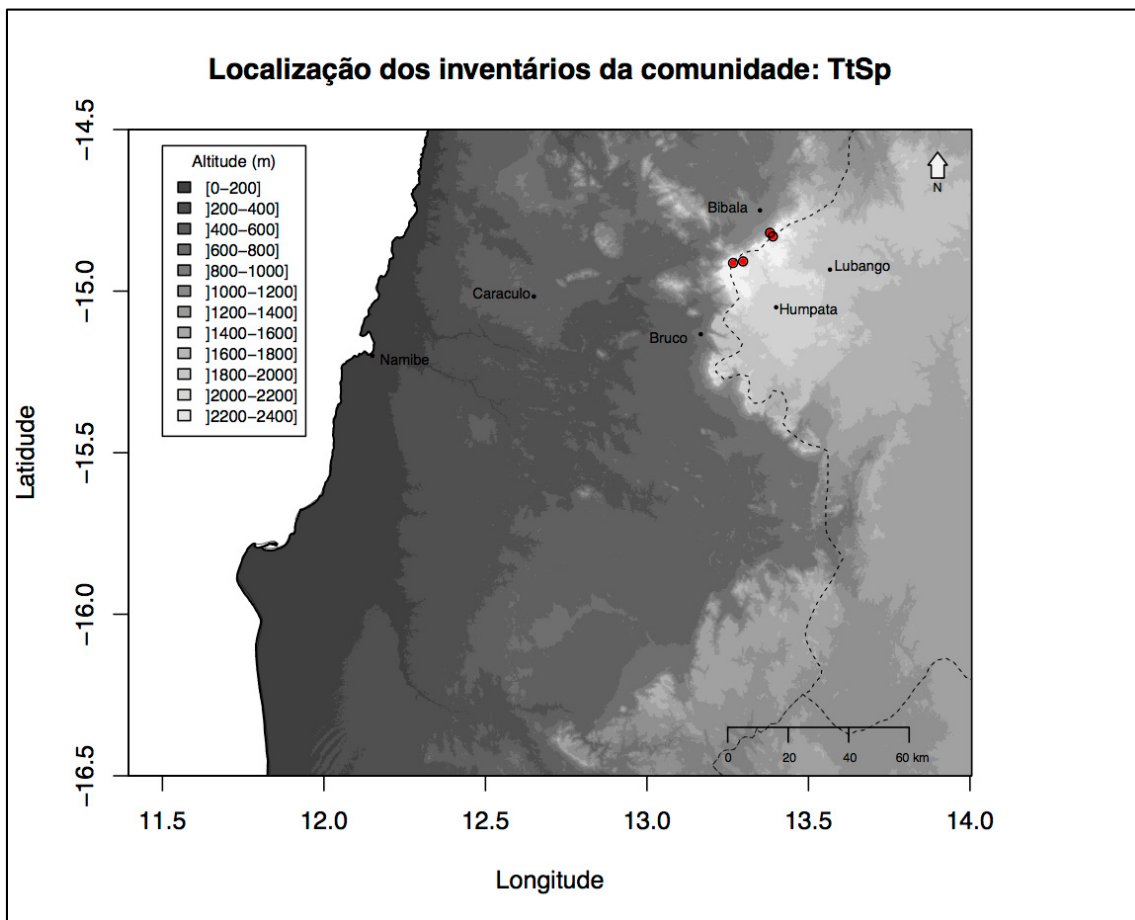 Localização dos inventários da comunidade: TtSp
Altitude (m)
[0−200]
]200−400]
]400−600]
]600−800]
]800−1000]
]1000−1200]
]1200−1400]
]1400−1600]
]1600−1800]
]1800−2000]
]2000−2200]
]2200−2400]
N
Bibala
Lubango
Caraculo
Humpata
Bruco
Namibe
0 20 40 60 km
−14.5
−15.0
−15.5
−16.0
−16.5
Latidude
11.5 12.0 12.5 13.0 13.5 14.0
Longitude